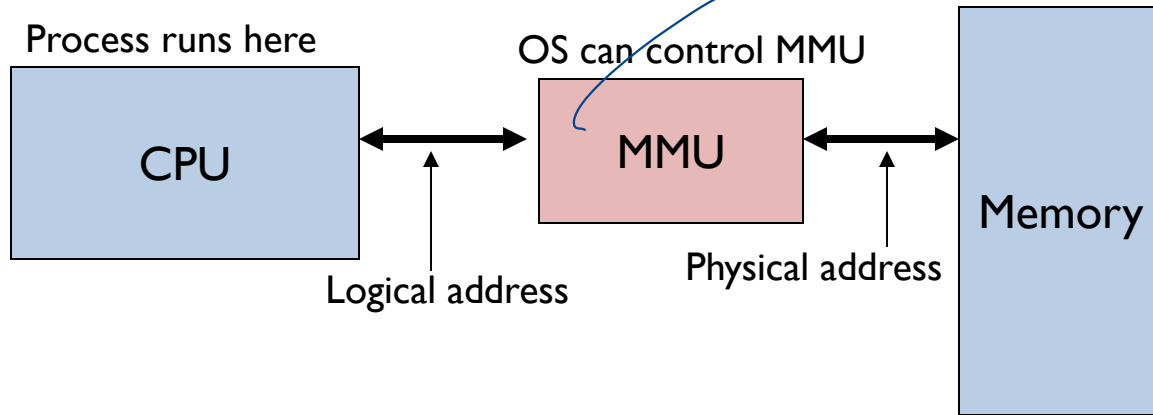 Process runs here
OS can control MMU
CPU
MMU
Memory
Logical address
Physical address